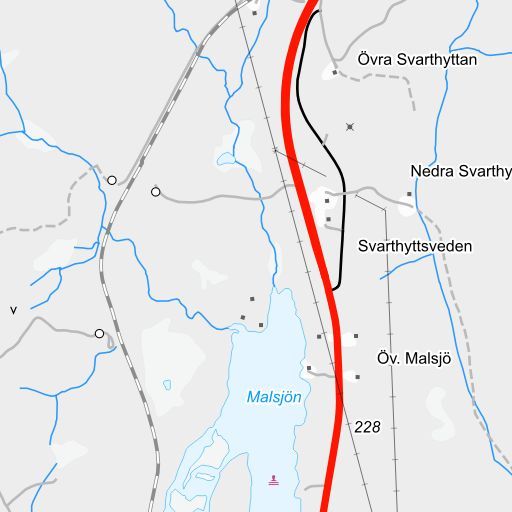 Övra Svarthyttan
Nedra Svarthy
Svarthyttsveden
Öv. Malsjö
Malsjön
228